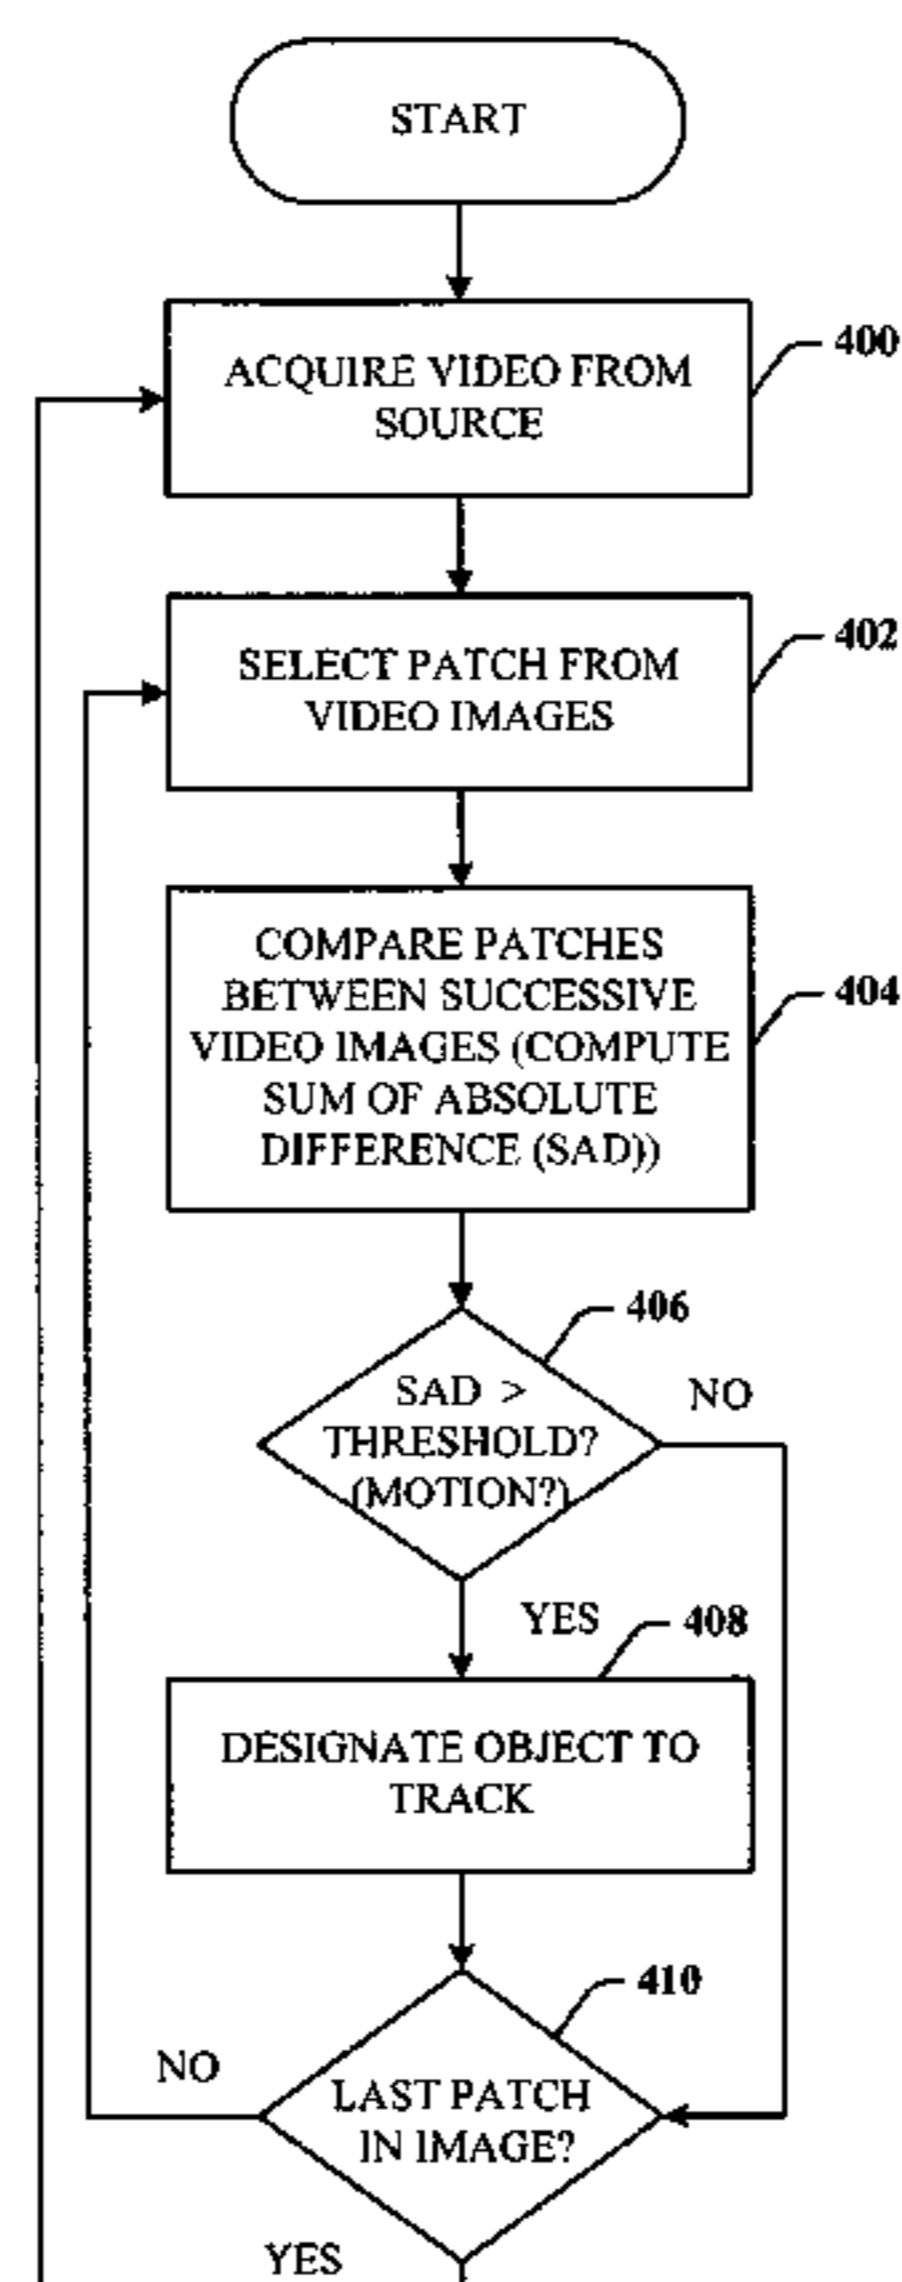 START
ACQUIRE VIDEO FROM
SOURCE
400
SELECT PATCH FROM
VIDEO IMAGES
402
COMPARE PATCHES
BETWEEN SUCCESSIVE
VIDEO IMAGES (COMPUTE
SUM OF ABSOLUTE
DIFFERENCE (SAD))
404
406
SAD >
THRESHOLD?
(MOTION?)
NO
YES
408
DESIGNATE OBJECT TO
TRACK
410
NO
LAST PATCH
IN IMAGE?
YES